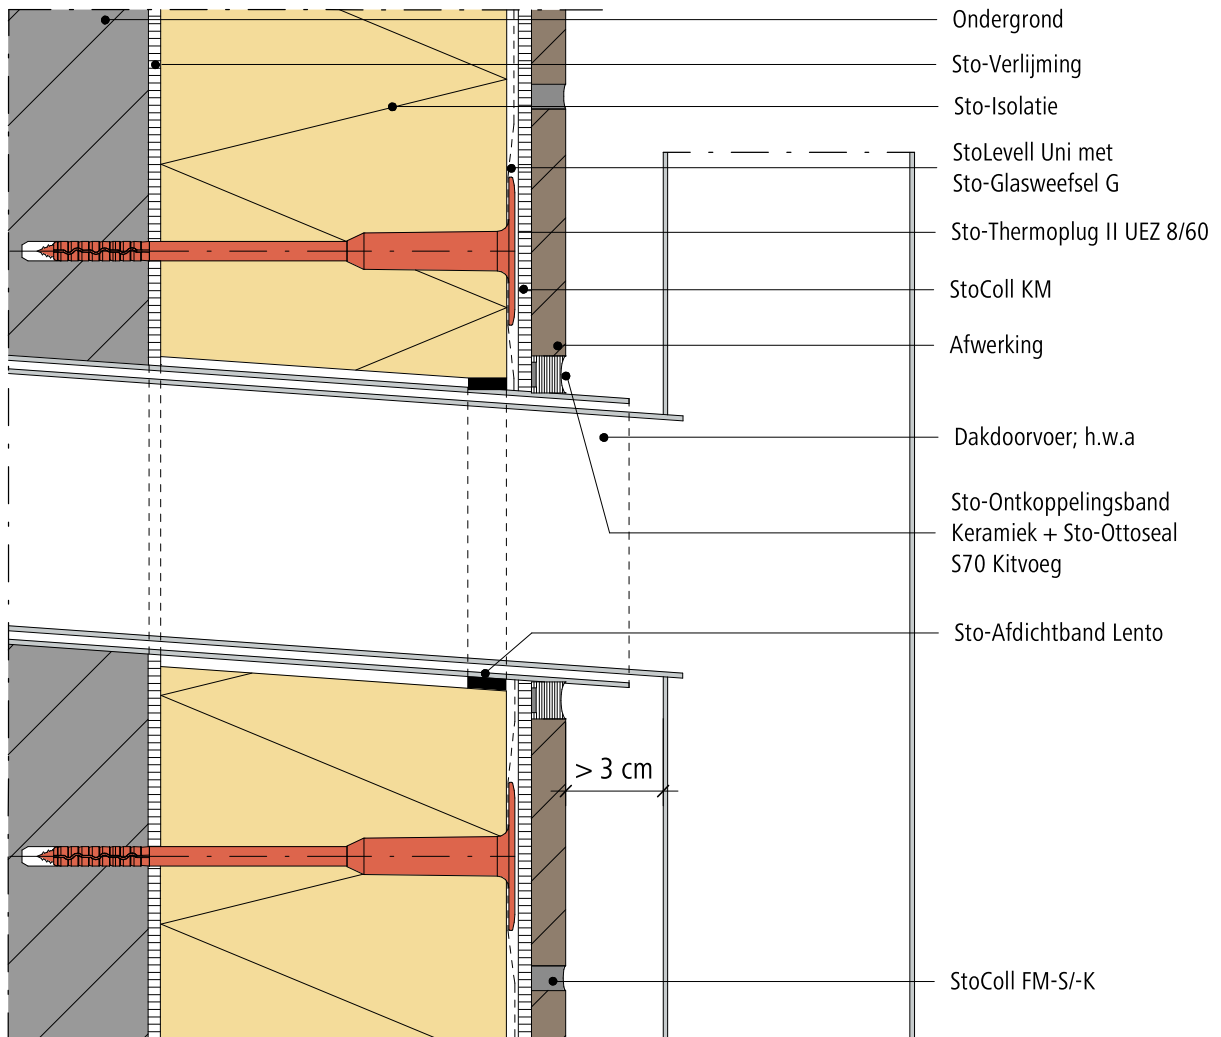 Ondergrond
Sto-Verlijming
Sto-Isolatie
StoLevell Uni met
Sto-Glasweefsel G
Sto-Thermoplug II UEZ 8/60
StoColl KM
Afwerking
Dakdoorvoer; h.w.a
Sto-Ontkoppelingsband
Keramiek + Sto-Ottoseal
S70 Kitvoeg
Sto-Afdichtband Lento
> 3 cm
StoColl FM-S/-K